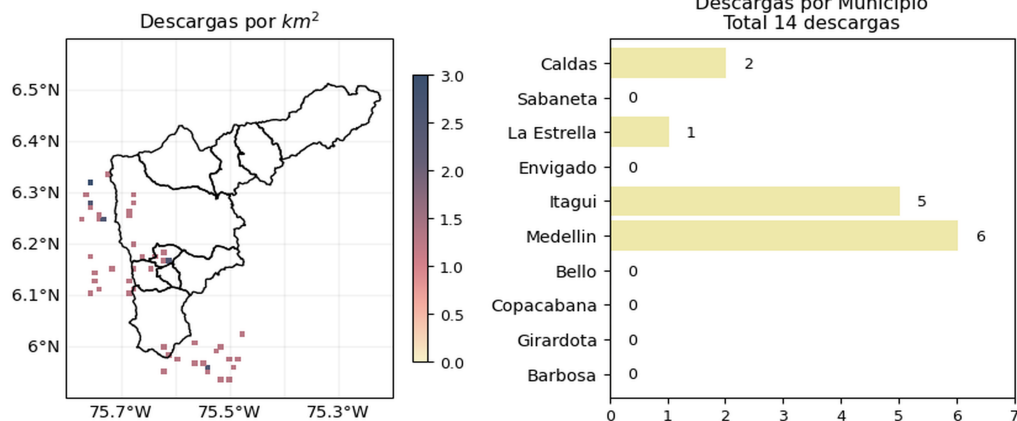 Descargas por km²
6.5°N
6.4°N
6.3°N
6.2°N
6.1°N
6°N
75.7°W 75.5°W 75.3°W
3.0
2.5
2.0
1.5
1.0
0.5
0.0
Descargas por Municipio
Total 14 descargas
Caldas 2
Sabaneta 0
La Estrella 1
Envigado 0
Itagui 5
Medellin 6
Bello 0
Copacabana 0
Girardota 0
Barbosa 0
0 1 2 3 4 5 6 7